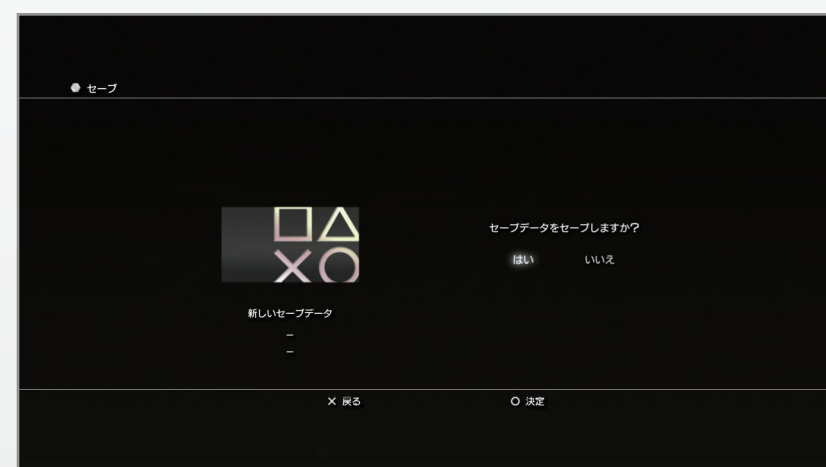 セーブ
セーブデータをセーブしますか?
はい いいえ
新しいセーブデータ
–
–
× 戻る ○ 決定